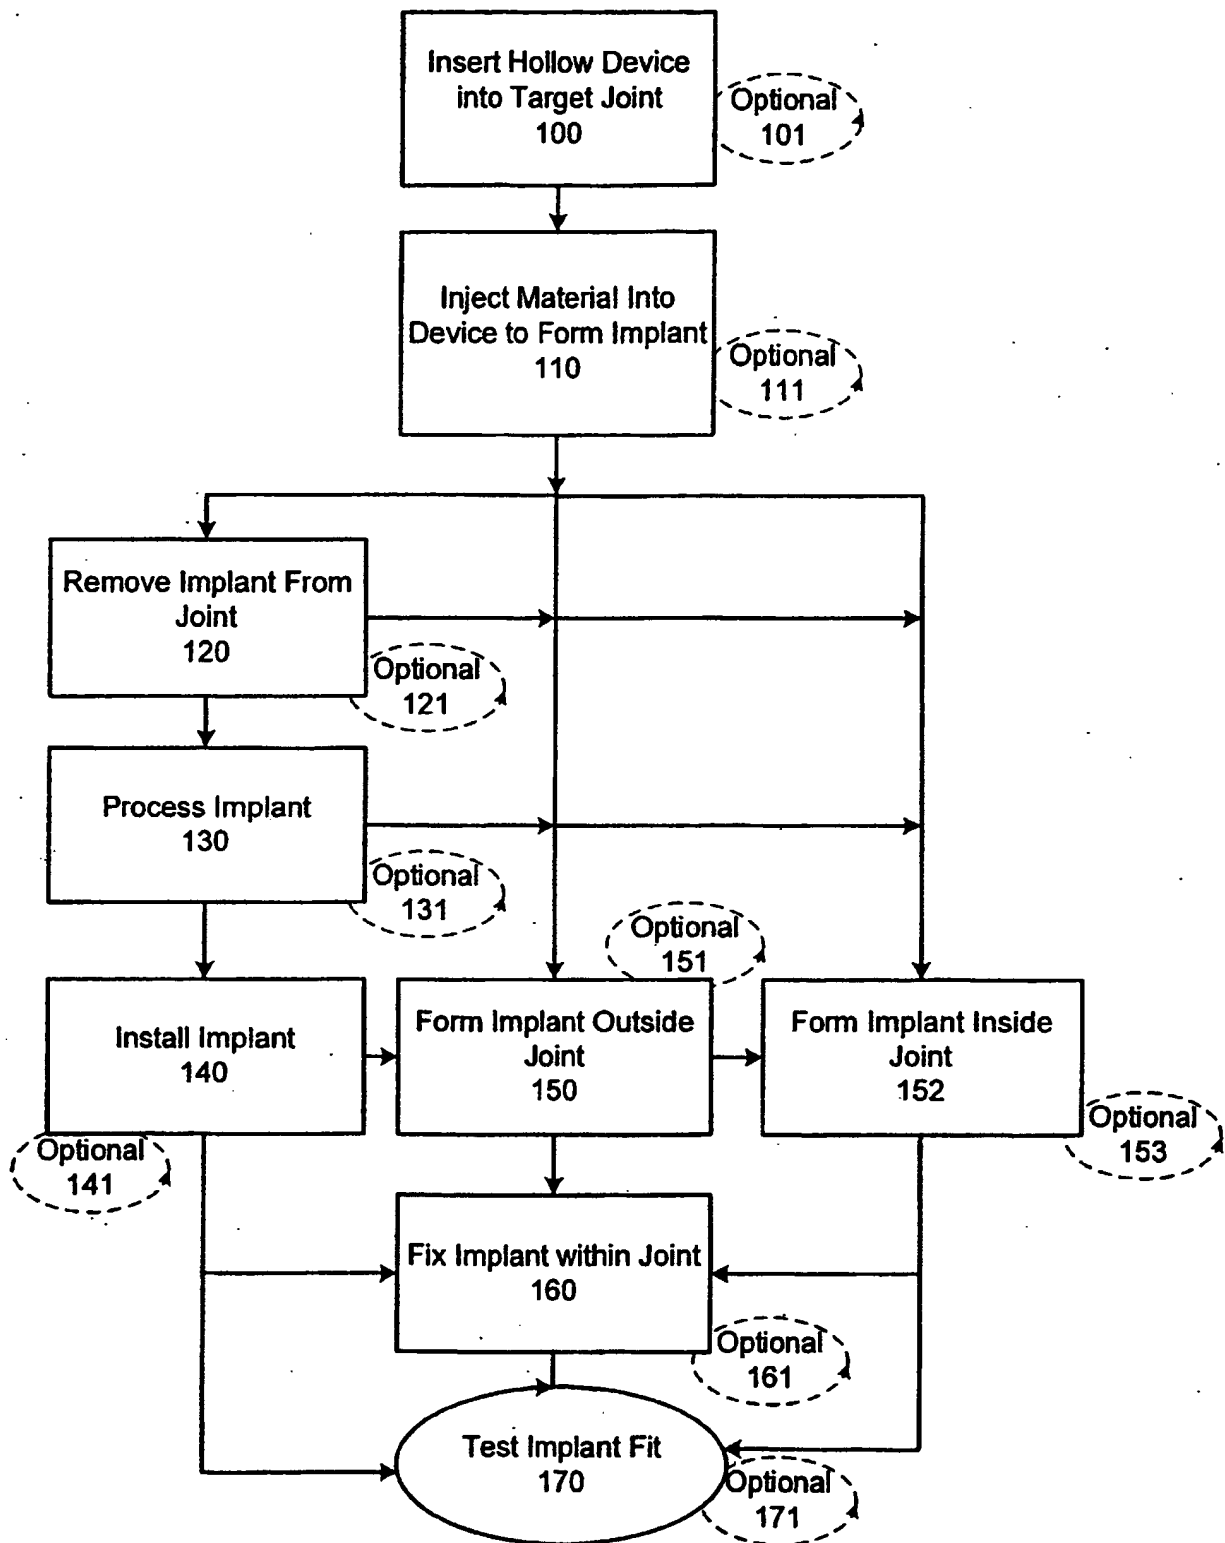 Insert Hollow Device
into Target Joint
100
Optional
101
Inject Material Into
Device to Form Implant
110
Optional
111
Remove Implant From
Joint
120
Optional
121
Process Implant
130
Optional
131
Install Implant
140
Optional
141
Form Implant Outside
Joint
150
Optional
151
Form Implant Inside
Joint
152
Optional
153
Fix Implant within Joint
160
Optional
161
Test Implant Fit
170
Optional
171